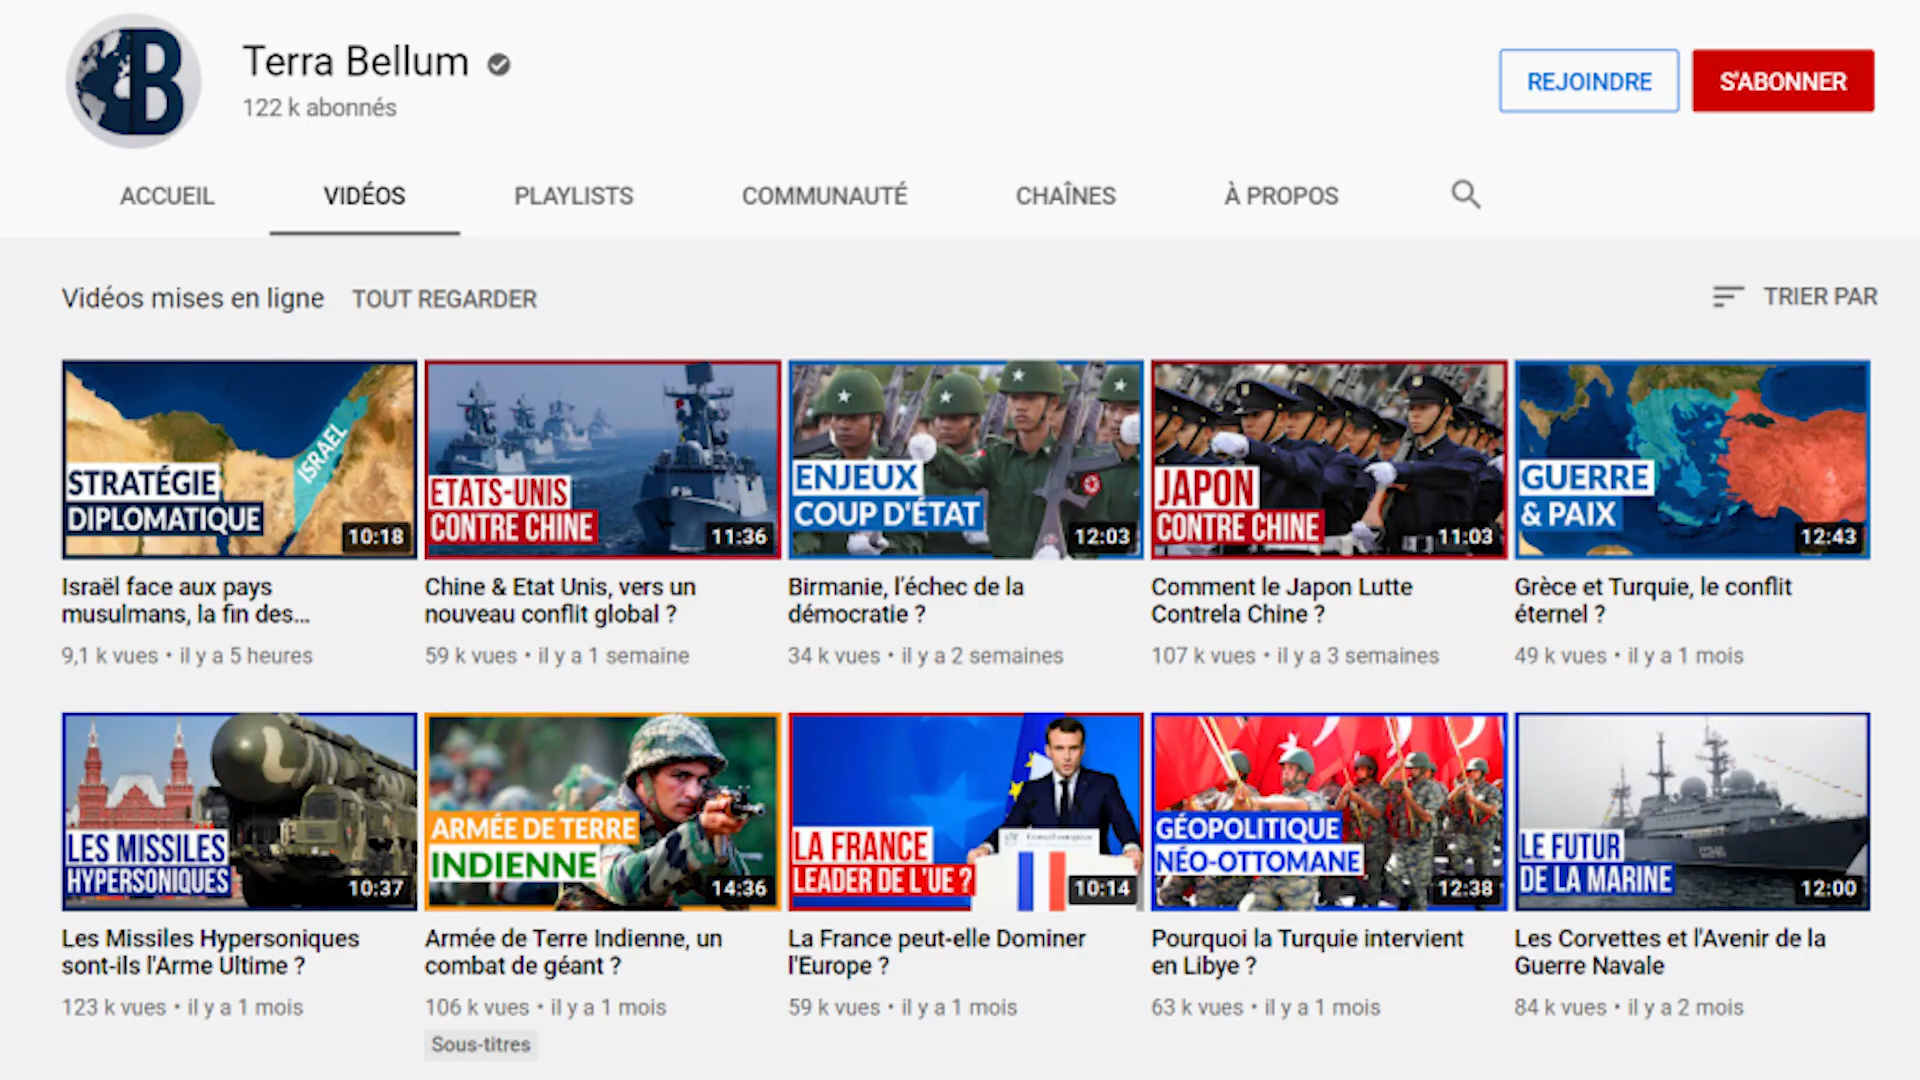 B
Terra Bellum
122 k abonnés
REJOINDRE
S'ABONNER
ACCUEIL
VIDÉOS
PLAYLISTS
COMMUNAUTÉ
CHAÎNES
À PROPOS
Vidéos mises en ligne
TOUT REGARDER
TRIER PAR
ISRAËL
STRATÉGIE
DIPLOMATIQUE
10:18
Israël face aux pays
musulmans, la fin des...
9,1 k vues • il y a 5 heures
ETATS-UNIS
CONTRE CHINE
11:36
Chine & Etat Unis, vers un
nouveau conflit global ?
59 k vues • il y a 1 semaine
ENJEUX
COUP D'ÉTAT
12:03
Birmanie, l'échec de la
démocratie ?
34 k vues • il y a 2 semaines
JAPON
CONTRE CHINE
11:03
Comment le Japon Lutte
Contrela Chine ?
107 k vues • il y a 3 semaines
GUERRE
& PAIX
12:43
Grèce et Turquie, le conflit
éternel ?
49 k vues • il y a 1 mois
LES MISSILES
HYPERSONIQUES
10:37
Les Missiles Hypersoniques
sont-ils l'Arme Ultime ?
123 k vues • il y a 1 mois
ARMÉE DE TERRE
INDIENNE
14:36
Armée de Terre Indienne, un
combat de géant ?
106 k vues • il y a 1 mois
Sous-titres
LA FRANCE
LEADER DE L'UE ?
10:14
La France peut-elle Dominer
l'Europe ?
59 k vues • il y a 1 mois
GÉOPOLITIQUE
NÉO-OTTOMANE
12:38
Pourquoi la Turquie intervient
en Libye ?
63 k vues • il y a 1 mois
LE FUTUR
DE LA MARINE
12:00
Les Corvettes et l'Avenir de la
Guerre Navale
84 k vues • il y a 2 mois